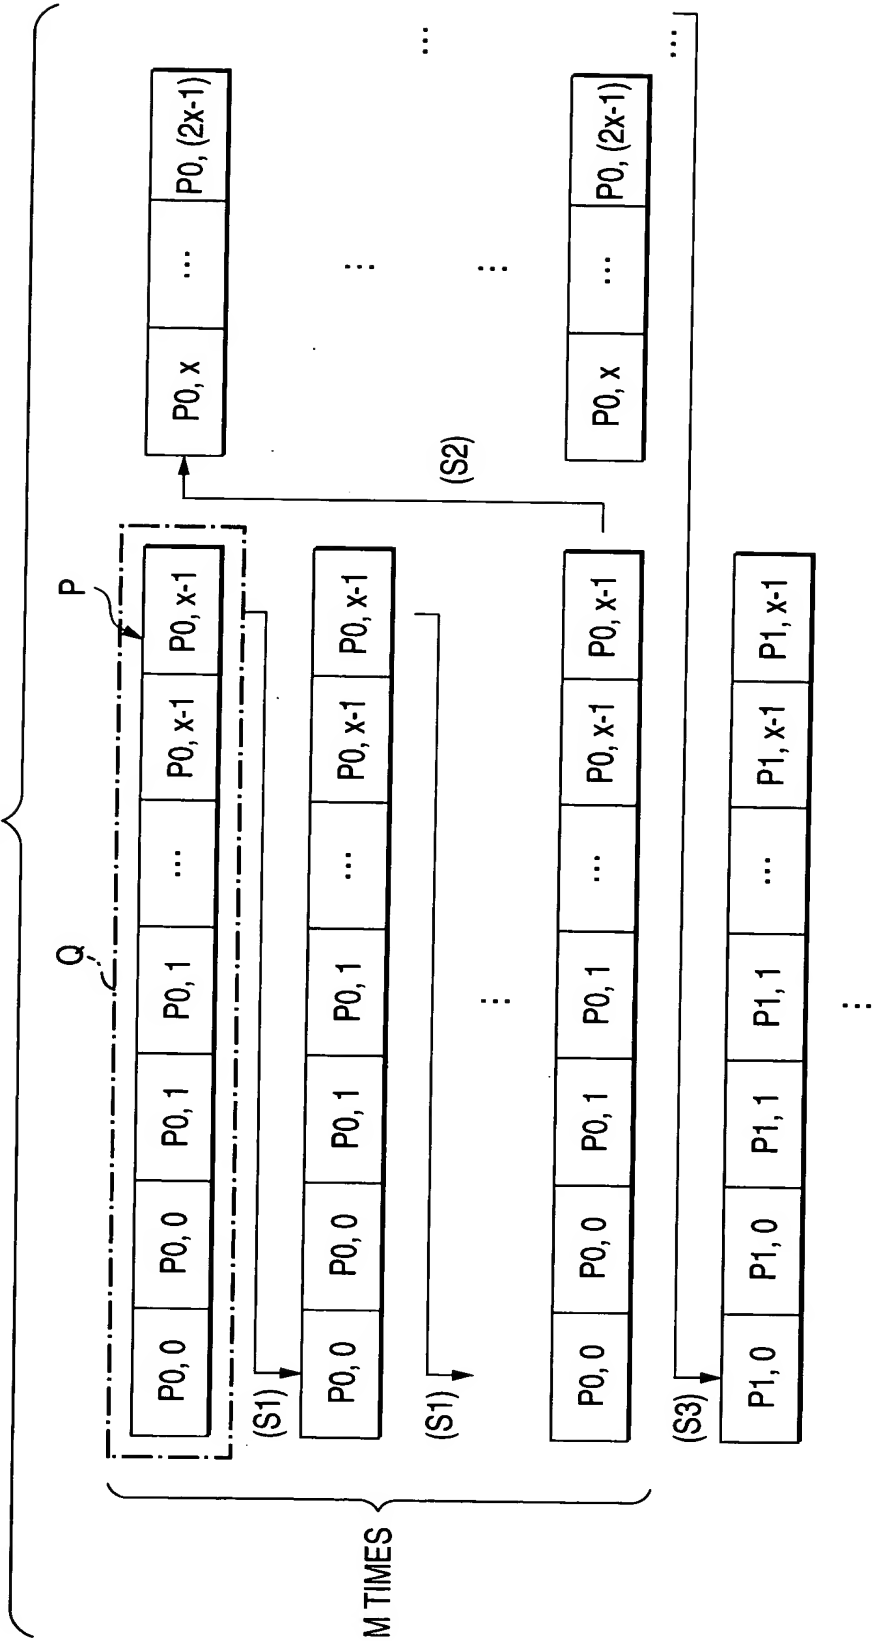 Q
P
P0, 0 P0, 0 P0, 1 P0, 1 ... P0, x-1 P0, x-1
P0, x ... P0, (2x-1)
(S1)
P0, 0 P0, 0 P0, 1 P0, 1 ... P0, x-1 P0, x-1
...
...
(S1)
(S2)
...
...
M TIMES
P0, 0 P0, 0 P0, 1 P0, 1 ... P0, x-1 P0, x-1
P0, x ... P0, (2x-1)
(S3)
...
P1, 0 P1, 0 P1, 1 P1, 1 ... P1, x-1 P1, x-1
...